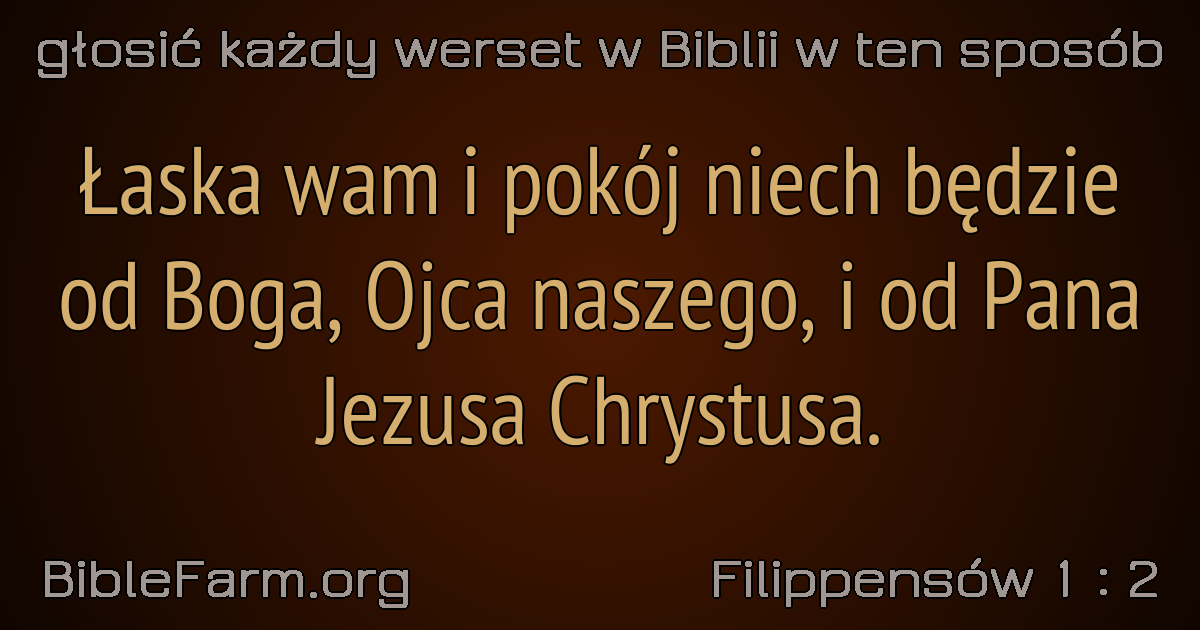 głosić każdy werset w Biblii w ten sposób
Łaska wam i pokój niech będzie
od Boga, Ojca naszego, i od Pana
Jezusa Chrystusa.
BibleFarm.org
Filippensów 1 : 2